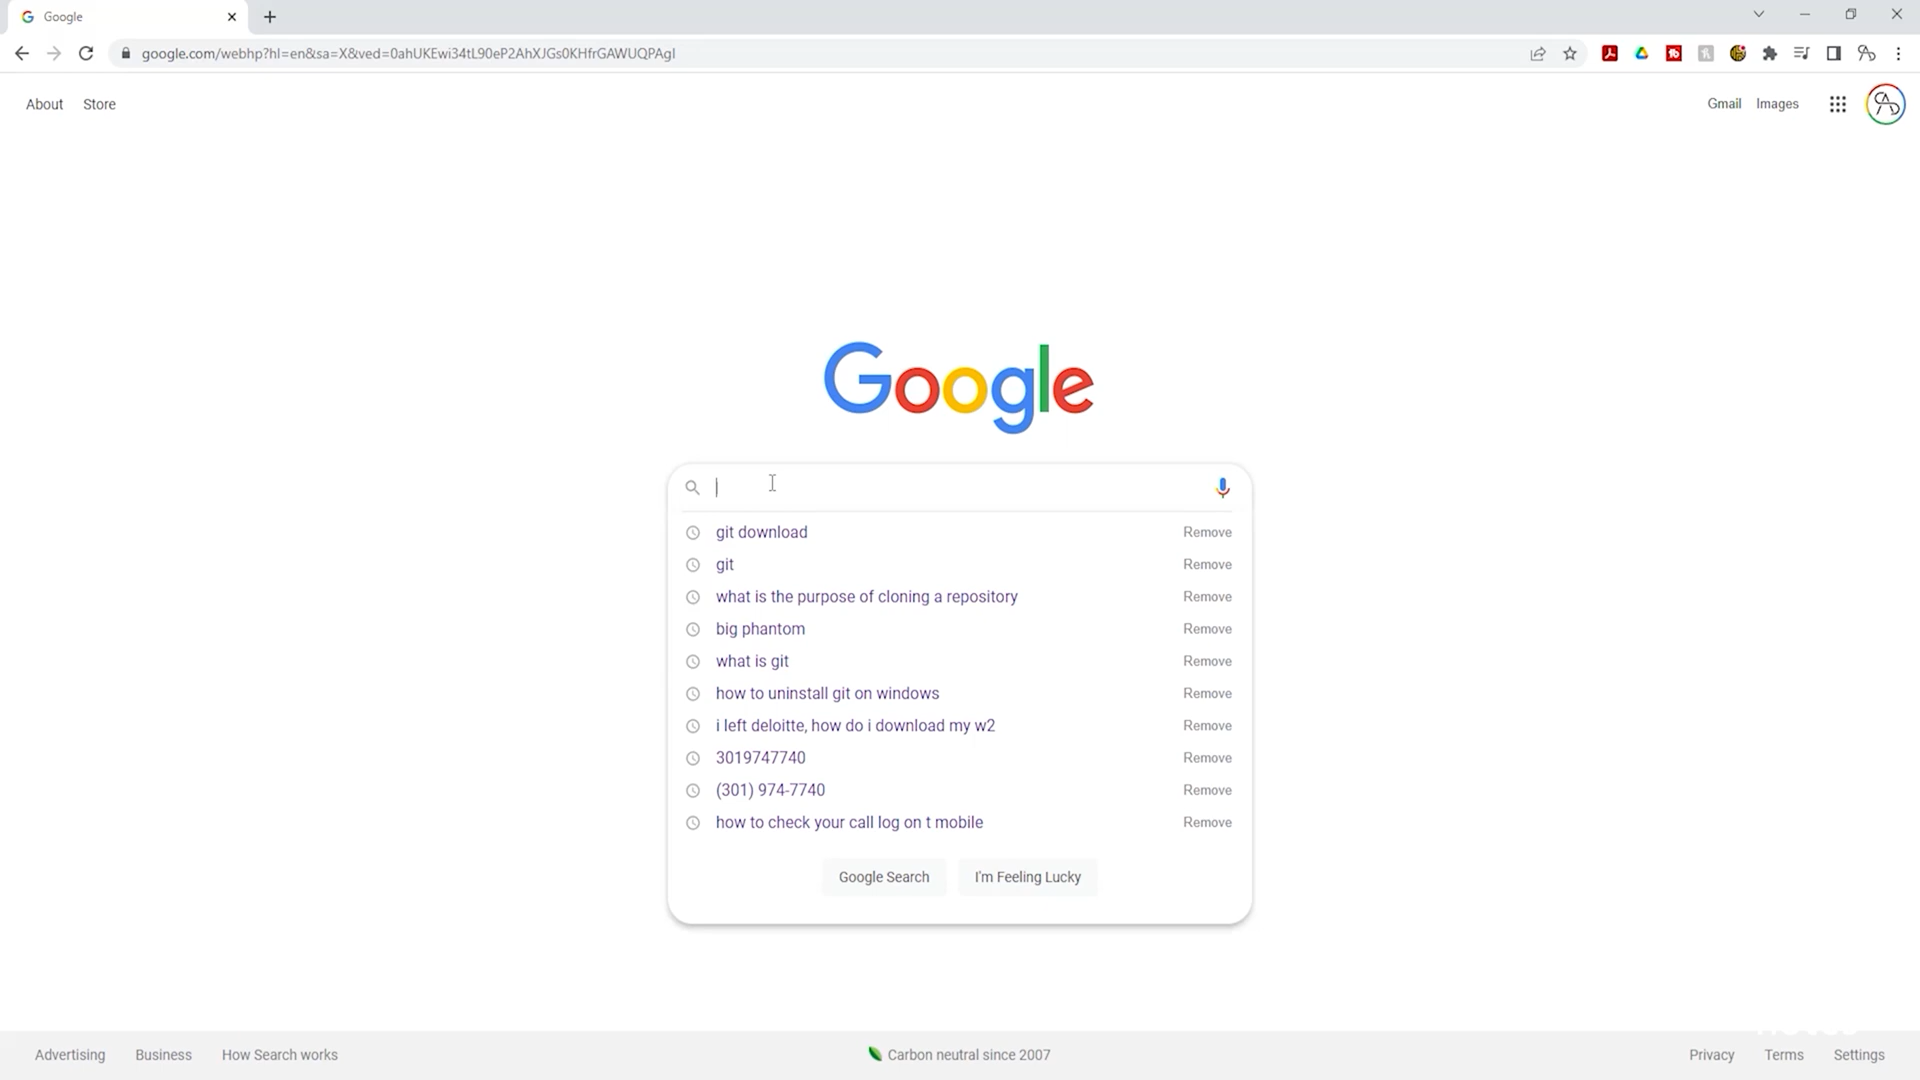 Google
google.com/webhp?hl=en&sa=X&ved=0ahUKEwi34tL90eP2AhXJGs0KHfrGAWUQPAgI
About Store Gmail Images
Google
git download Remove
git Remove
what is the purpose of cloning a repository Remove
big phantom Remove
what is git Remove
how to uninstall git on windows Remove
i left deloitte, how do i download my w2 Remove
3019747740 Remove
(301) 974-7740 Remove
how to check your call log on t mobile Remove
Google Search I'm Feeling Lucky
Advertising Business How Search works Carbon neutral since 2007 Privacy Terms Settings